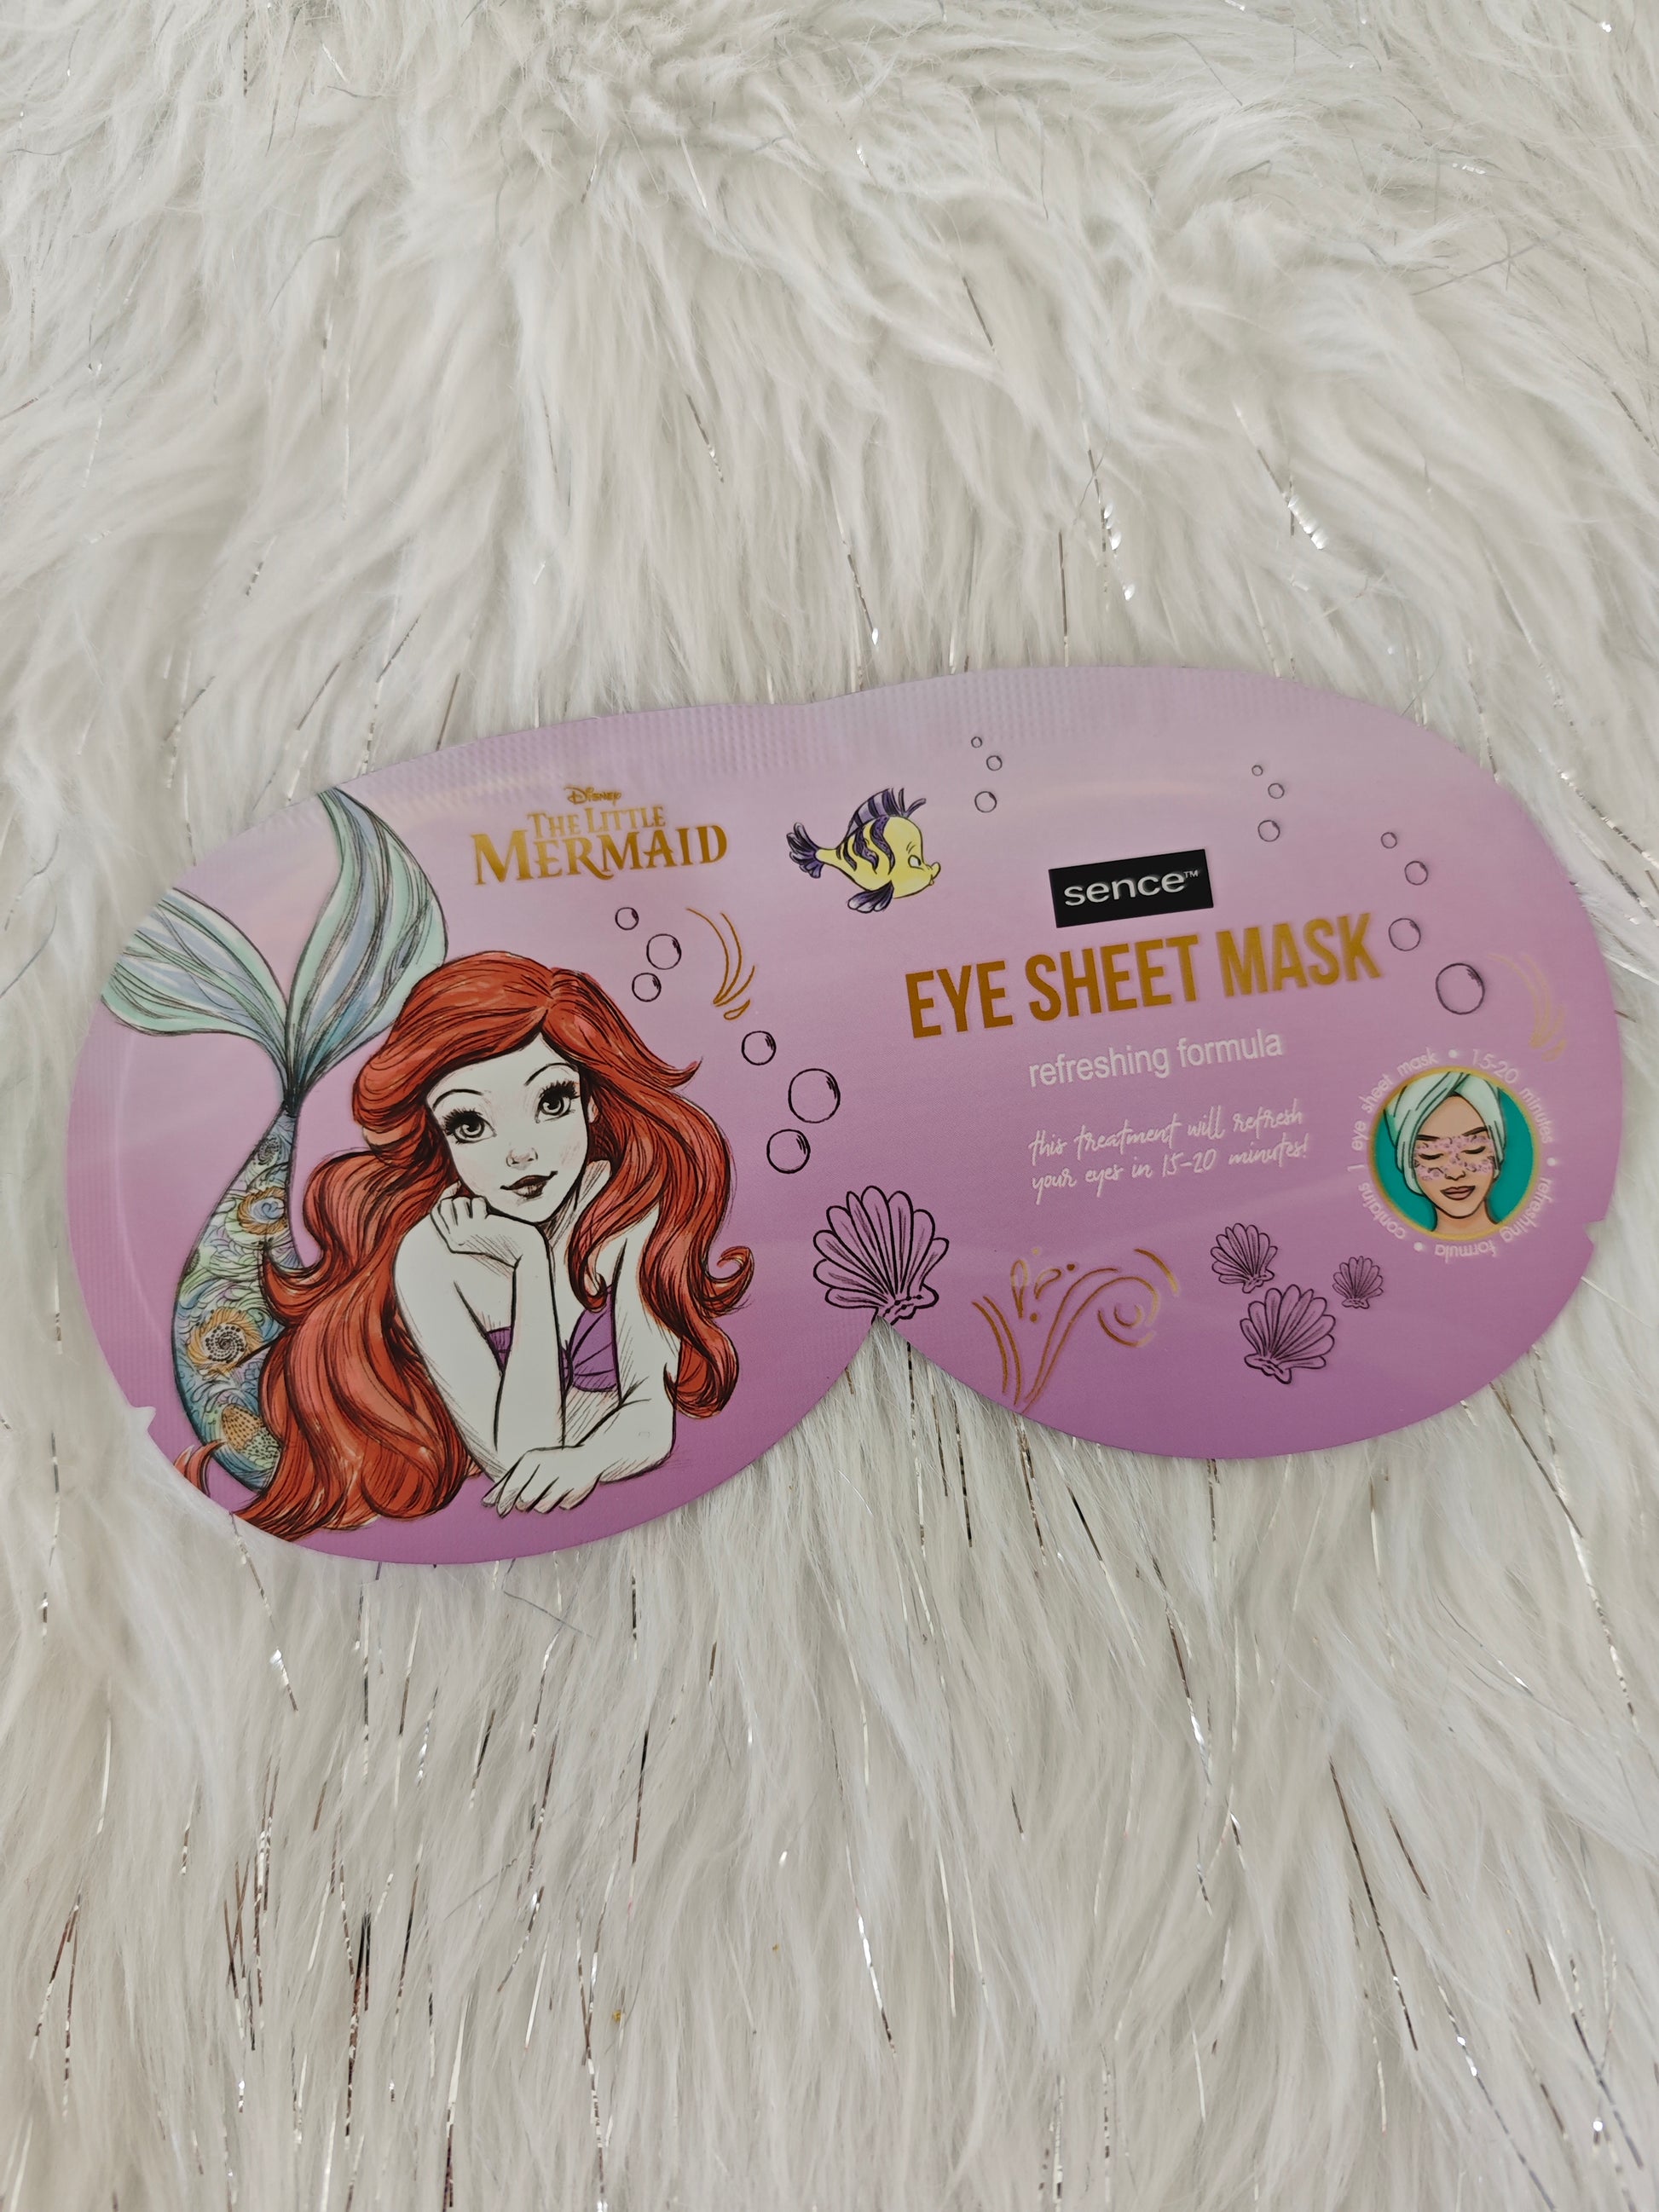 Disney
THE LITTLE
MERMAID
sence™
EYE SHEET MASK
refreshing formula
this treatment will refresh
your eyes in 15-20 minutes!
contains 1 eye sheet mask • 15-20 minutes • refreshing formula •